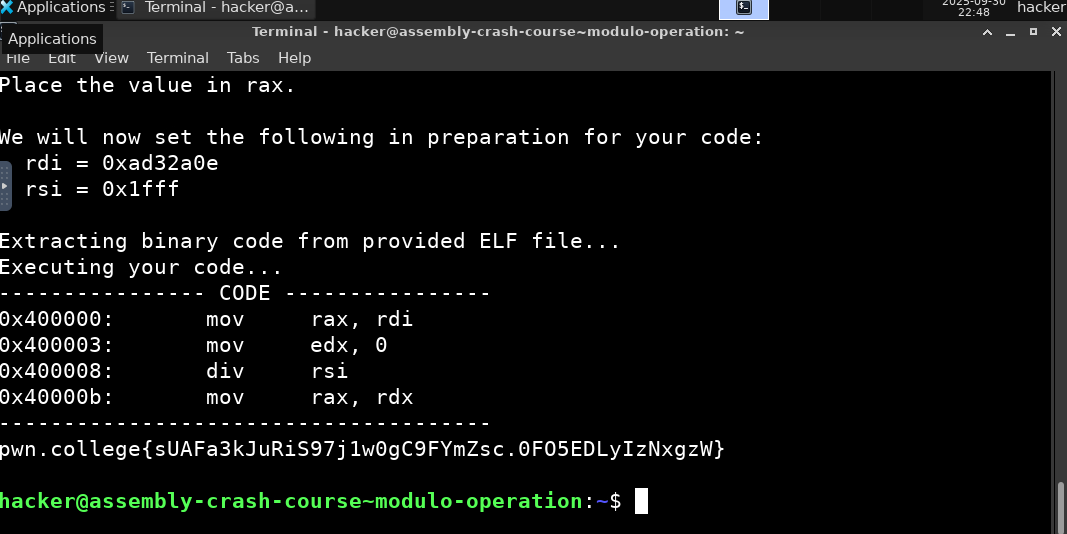 Applications
Terminal - hacker@a...
2025-09-30
22:48
hacker
Terminal - hacker@assembly-crash-course~modulo-operation: ~
Applications
File Edit View Terminal Tabs Help
Place the value in rax.
We will now set the following in preparation for your code:
rdi = 0xad32a0e
rsi = 0x1fff
Extracting binary code from provided ELF file...
Executing your code...
---------------- CODE ----------------
0x400000: mov rax, rdi
0x400003: mov edx, 0
0x400008: div rsi
0x40000b: mov rax, rdx
--------------------------------------
pwn.college{sUAFa3kJuRiS97j1w0gC9FYmZsc.0FO5EDLyIzNxgzW}
hacker@assembly-crash-course~modulo-operation:~$